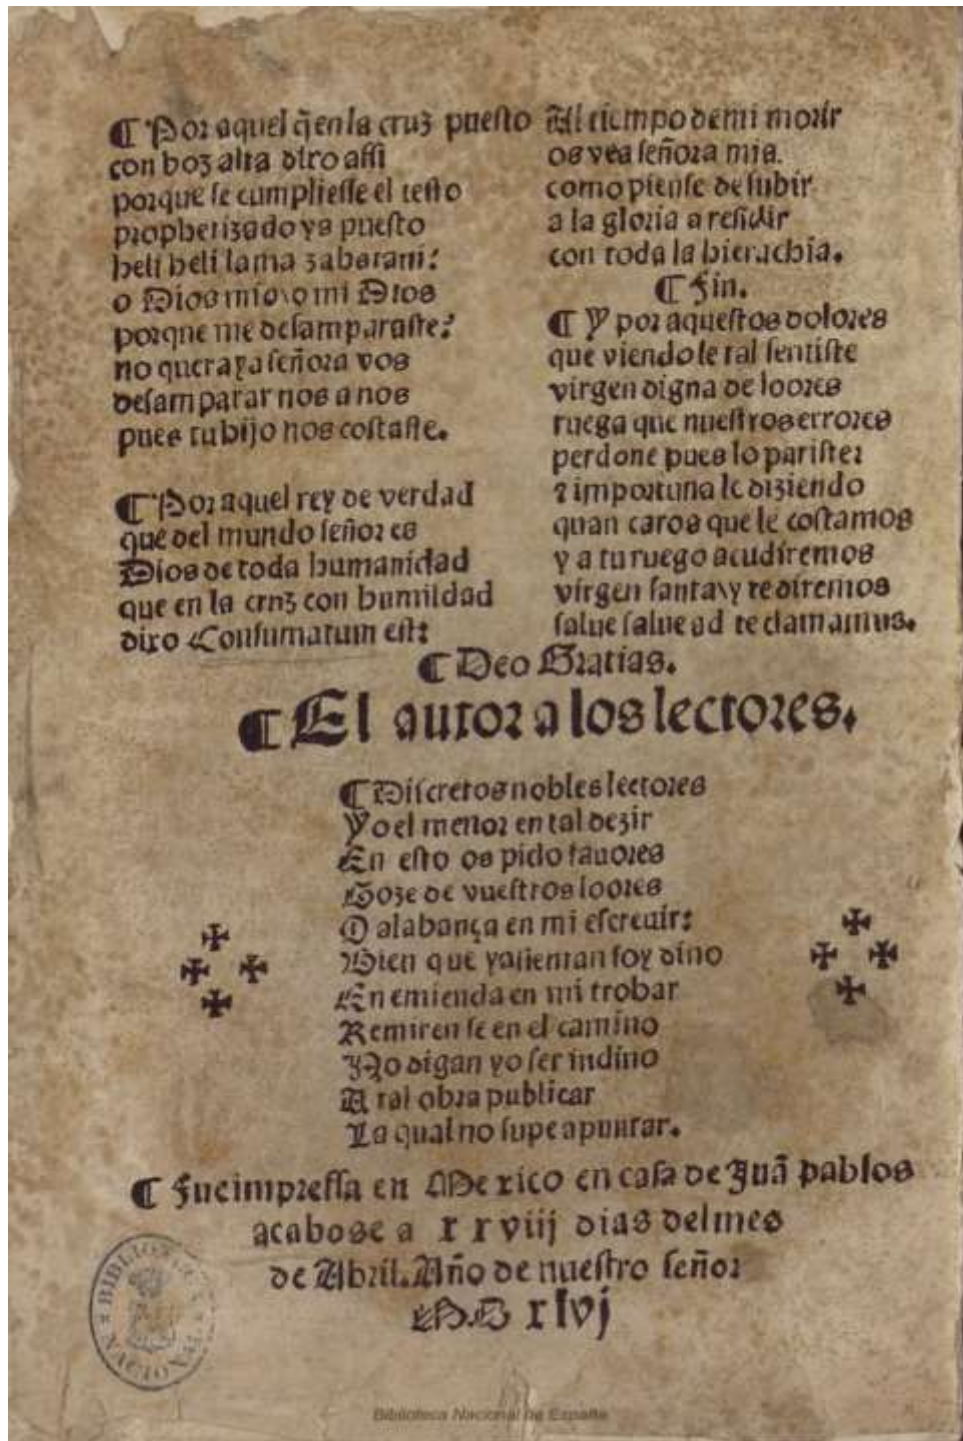 ¶ Por aquel q̃ en la cruz puesto
con boz alta dixo assi
porque se cumpliesse el testo
prophetizado ya puesto
heli heli lama zabatani?
o Dios mio\o mi Dios
porque me desamparaste?
no queraya señora vos
desamparar nos a nos
pues tu hijo nos costaste.
¶ Por aquel rey de verdad
que del mundo señor es
Dios de toda humanidad
que en la cruz con humildad
dixo Consumatum est:
Al tiempo de mi morir
os vea señora mia.
como piense de subir
a la gloria a residir
con toda la hierachia.
¶ Fin.
¶ Y por aquestos dolores
que viendo le tal sentiste
virgen digna de loores
ruega que nuestros errores
perdone pues lo pariste:
⁊ importuna le diziendo
quan caros que le costamos
y a tu ruego acudiremos
virgen santa\y te diremos
salue salue ad te clamamus.
¶ Deo Gratias.
¶ El autor a los lectores.
¶ Discretos nobles lectores
Yo el menor en tal dezir
En esto os pido fauores
Goze de vuestros loores
O alabança en mi escreuir:
Bien que ya sientan soy dino
En emienda en mi trobar
Remiren se en el camino
No digan yo ser indino
A tal obra publicar
La qual no supe apuntar.
¶ Fue impressa en Mexico en casa de Juã pablos
acabose a xxviij dias del mes
de Abril. Año de nuestro señor
M D xlvj
BIBLIOTECA NACIONAL
Biblioteca Nacional de España